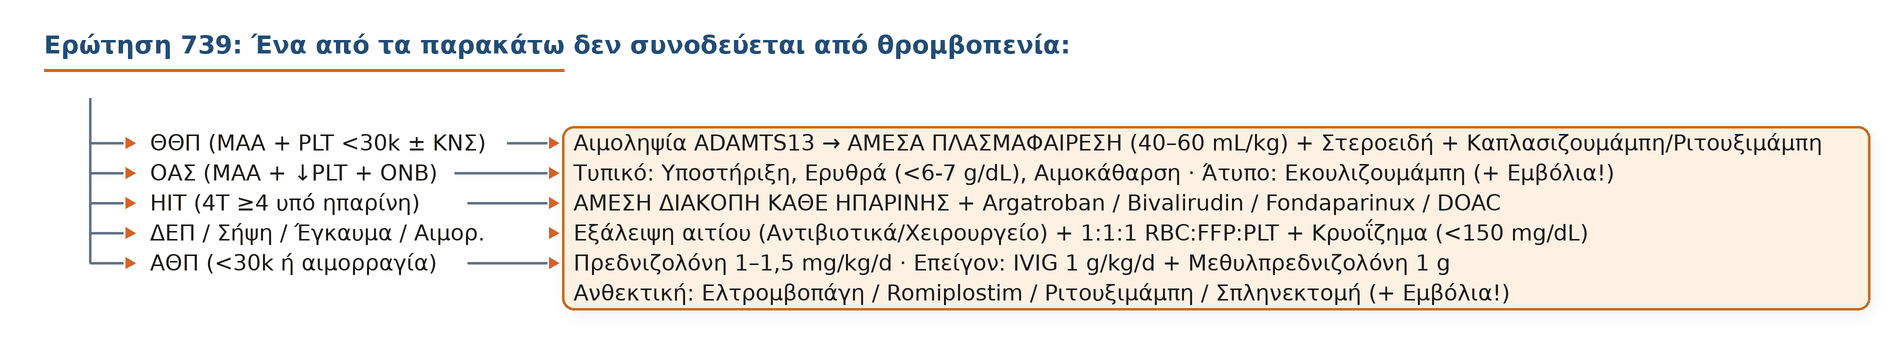 Ερώτηση 739: Ένα από τα παρακάτω δεν συνοδεύεται από θρομβοπενία:
ΘΘΠ (ΜΑΑ + PLT <30k ± ΚΝΣ) Αιμοληψία ADAMTS13 → ΑΜΕΣΑ ΠΛΑΣΜΑΦΑΙΡΕΣΗ (40–60 mL/kg) + Στεροειδή + Καπλασιζουμάμπη/Ριτουξιμάμπη
ΟΑΣ (ΜΑΑ + ↓PLT + ΟΝΒ) Τυπικό: Υποστήριξη, Ερυθρά (<6-7 g/dL), Αιμοκάθαρση · Άτυπο: Εκουλιζουμάμπη (+ Εμβόλια!)
HIT (4T ≥4 υπό ηπαρίνη) ΑΜΕΣΗ ΔΙΑΚΟΠΗ ΚΑΘΕ ΗΠΑΡΙΝΗΣ + Argatroban / Bivalirudin / Fondaparinux / DOAC
ΔΕΠ / Σήψη / Έγκαυμα / Αιμορ. Εξάλειψη αιτίου (Αντιβιοτικά/Χειρουργείο) + 1:1:1 RBC:FFP:PLT + Κρυοΐζημα (<150 mg/dL)
ΑΘΠ (<30k ή αιμορραγία) Πρεδνιζολόνη 1–1,5 mg/kg/d · Επείγον: IVIG 1 g/kg/d + Μεθυλπρεδνιζολόνη 1 g
Ανθεκτική: Ελτρομβοπάγη / Romiplostim / Ριτουξιμάμπη / Σπληνεκτομή (+ Εμβόλια!)